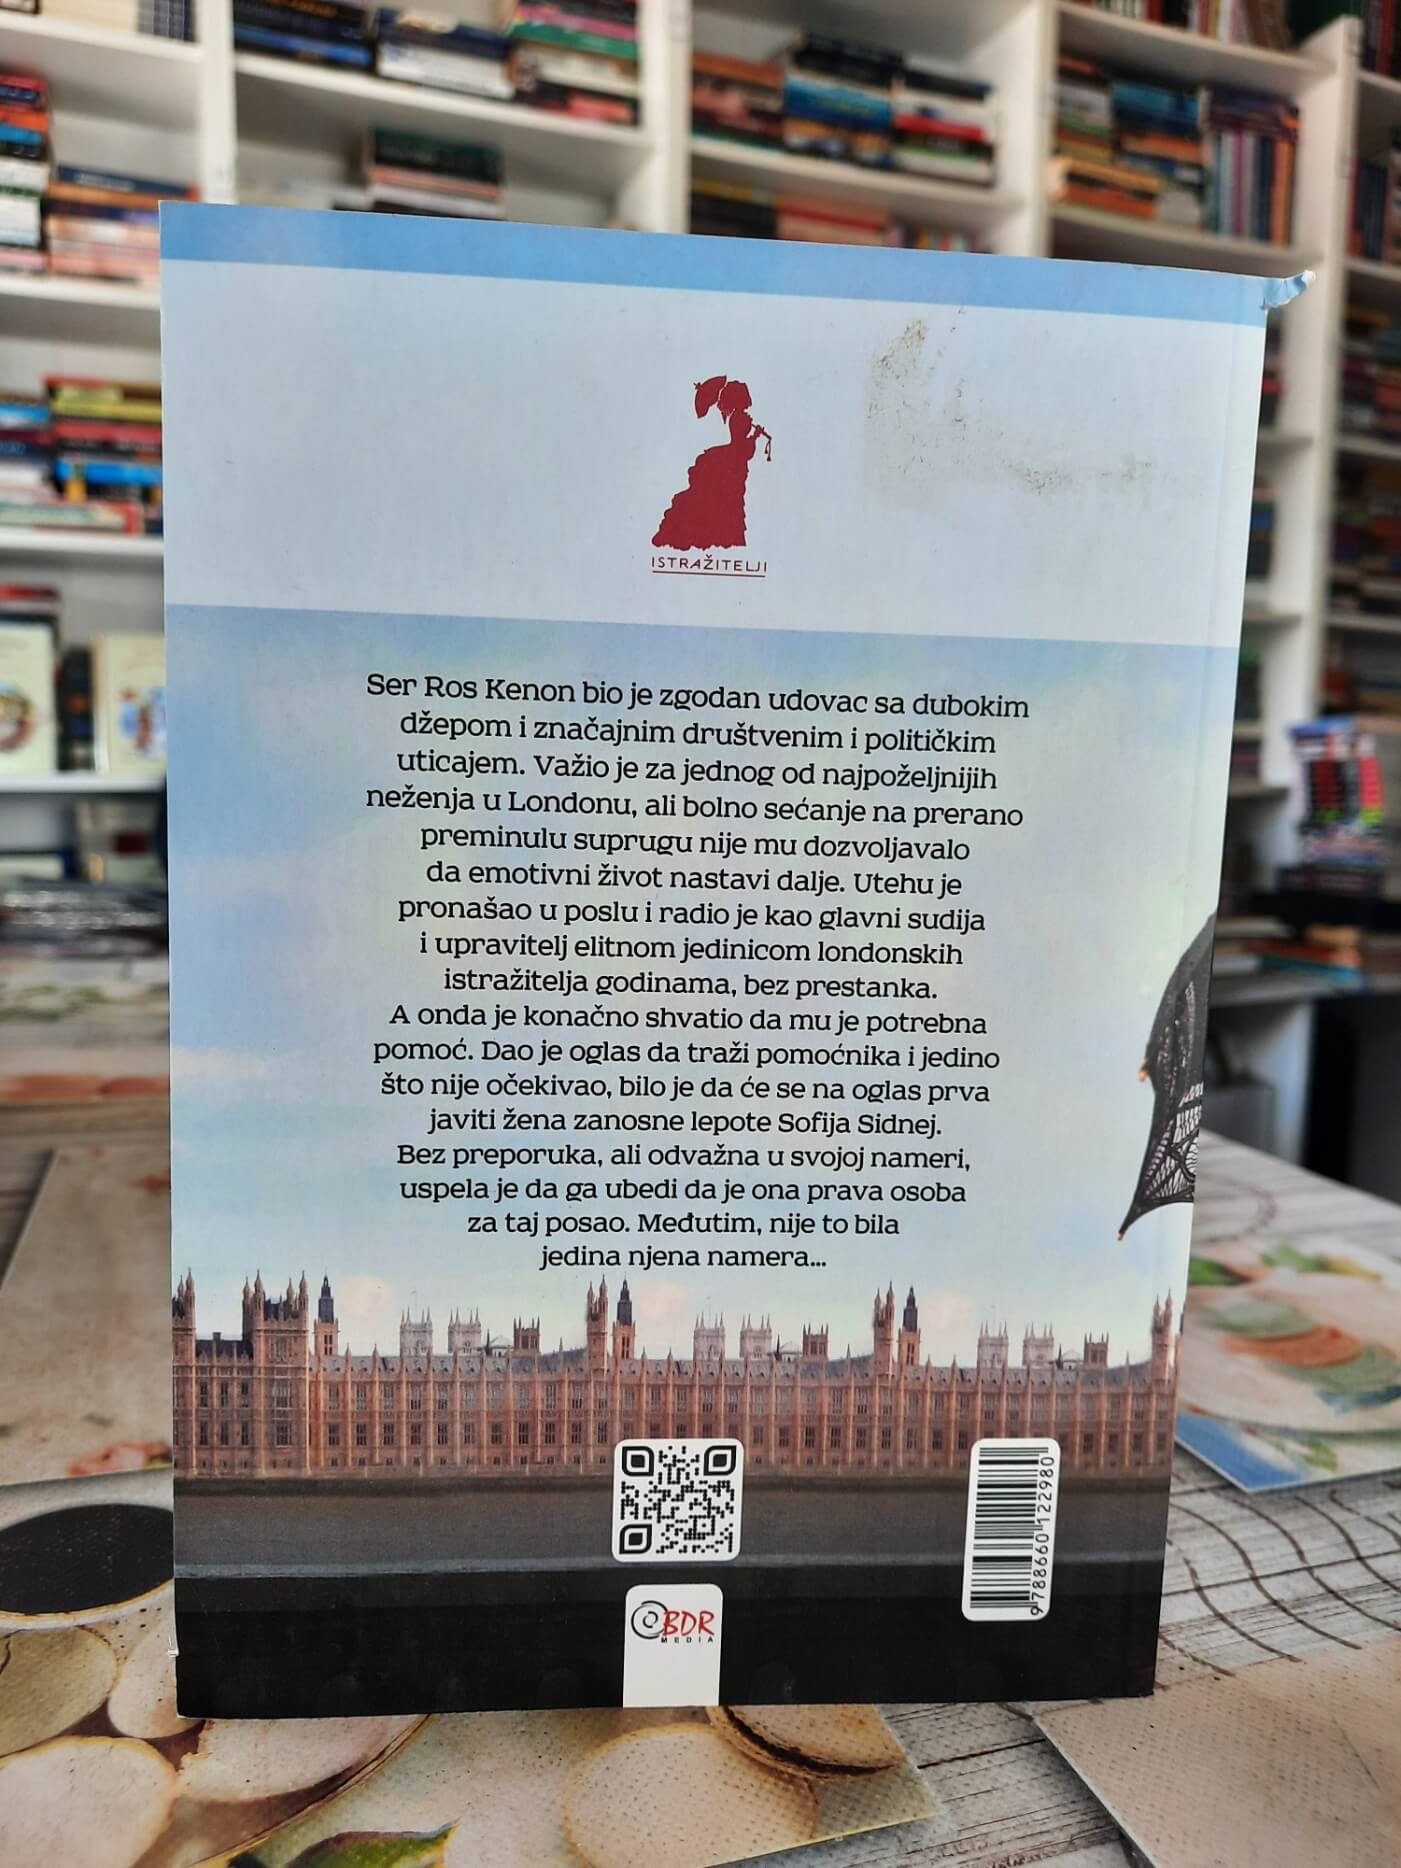 ISTRAŽITELJI
Ser Ros Kenon bio je zgodan udovac sa dubokim
džepom i značajnim društvenim i političkim
uticajem. Važio je za jednog od najpoželjnijih
neženja u Londonu, ali bolno sećanje na prerano
preminulu suprugu nije mu dozvoljavalo
da emotivni život nastavi dalje. Utehu je
pronašao u poslu i radio je kao glavni sudija
i upravitelj elitnom jedinicom londonskih
istražitelja godinama, bez prestanka.
A onda je konačno shvatio da mu je potrebna
pomoć. Dao je oglas da traži pomoćnika i jedino
što nije očekivao, bilo je da će se na oglas prva
javiti žena zanosne lepote Sofija Sidnej.
Bez preporuka, ali odvažna u svojoj nameri,
uspela je da ga ubedi da je ona prava osoba
za taj posao. Međutim, nije to bila
jedina njena namera...
9788660122980
BDR
MEDIA